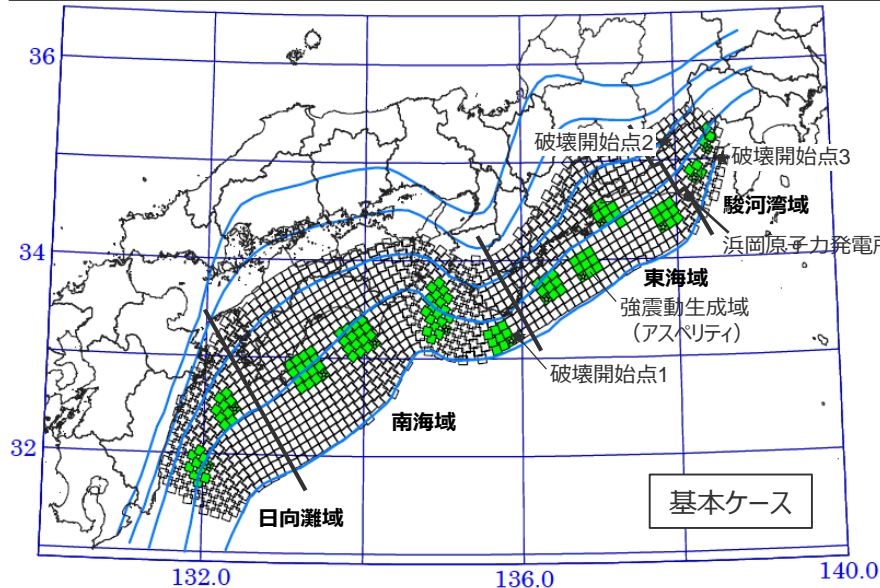 36
破壊開始点2
破壊開始点3
駿河湾域
34
浜岡原子力発電所
東海域
強震動生成域
（アスペリティ）
破壊開始点1
南海域
32
基本ケース
日向灘域
132.0
136.0
140.0